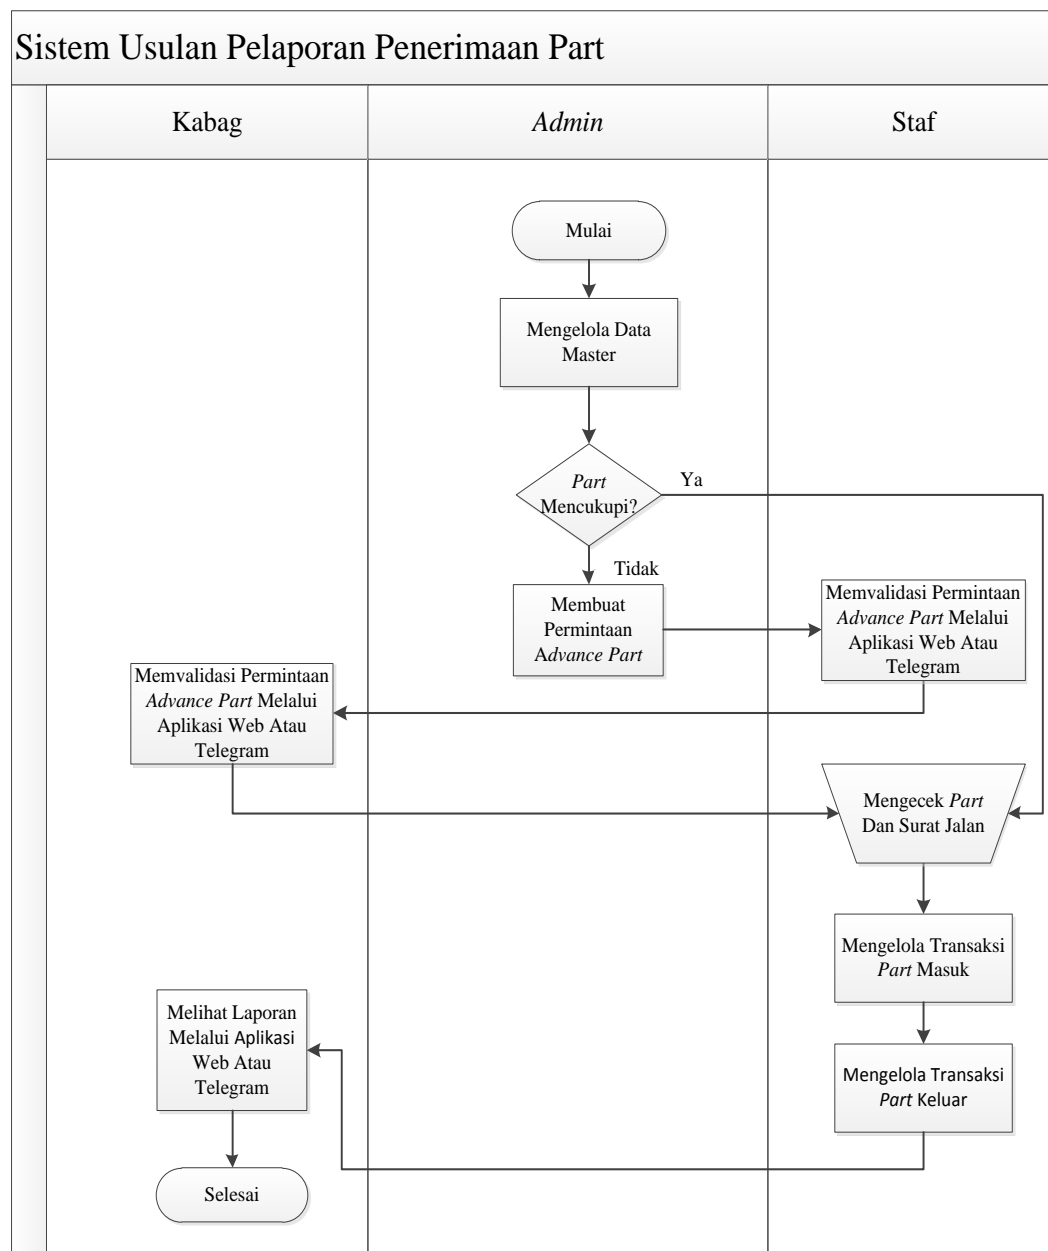 Sistem Usulan Pelaporan Penerimaan Part
Kabag
Admin
Staf
Mulai
Mengelola Data
Master
Part
Mencukupi?
Ya
Tidak
Membuat
Permintaan
Advance Part
Memvalidasi Permintaan
Advance Part Melalui
Aplikasi Web Atau
Telegram
Memvalidasi Permintaan
Advance Part Melalui
Aplikasi Web Atau
Telegram
Mengecek Part
Dan Surat Jalan
Mengelola Transaksi
Part Masuk
Mengelola Transaksi
Part Keluar
Melihat Laporan
Melalui Aplikasi
Web Atau
Telegram
Selesai